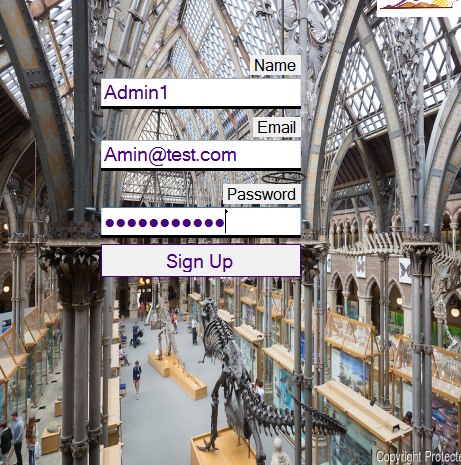 Name
Admin1
Email
Amin@test.com
Password
●●●●●●●●●●●
Sign Up
Copyright Protecte